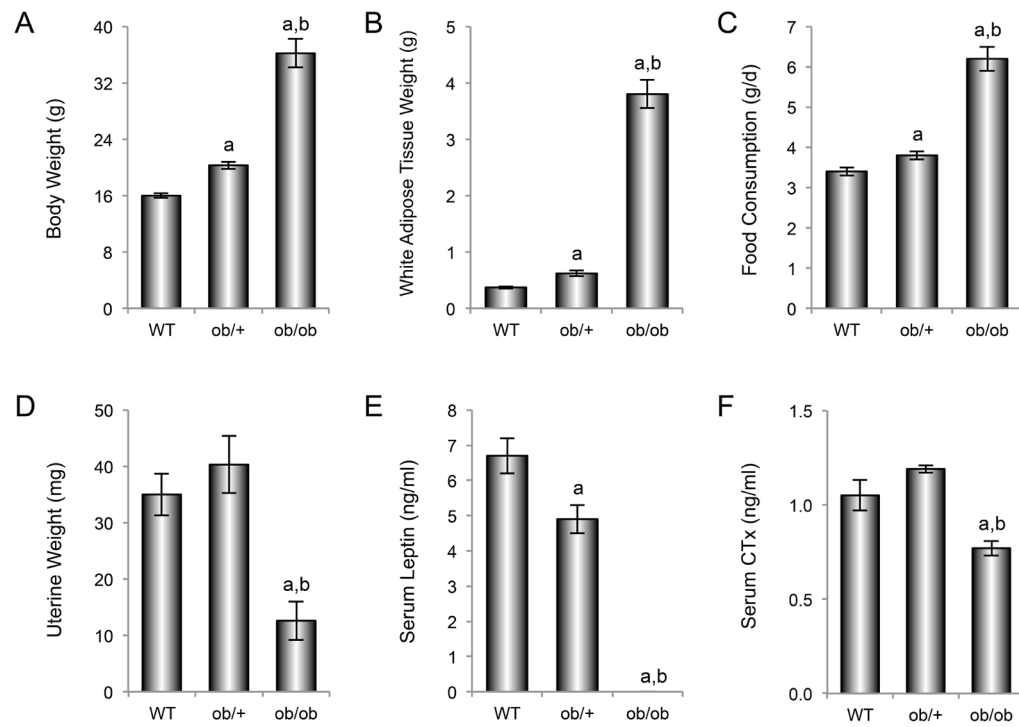 A
Body Weight (g)
40
32
24
16
8
0
a
a,b
WT ob/+ ob/ob
B
White Adipose Tissue Weight (g)
5
4
3
2
1
0
a
a,b
WT ob/+ ob/ob
C
Food Consumption (g/d)
7
6
5
4
3
2
1
0
a
a,b
WT ob/+ ob/ob
D
Uterine Weight (mg)
50
40
30
20
10
0
a,b
WT ob/+ ob/ob
E
Serum Leptin (ng/ml)
8
7
6
5
4
3
2
1
0
a
a,b
WT ob/+ ob/ob
F
Serum CTx (ng/ml)
1.5
1.0
0.5
0.0
a,b
WT ob/+ ob/ob